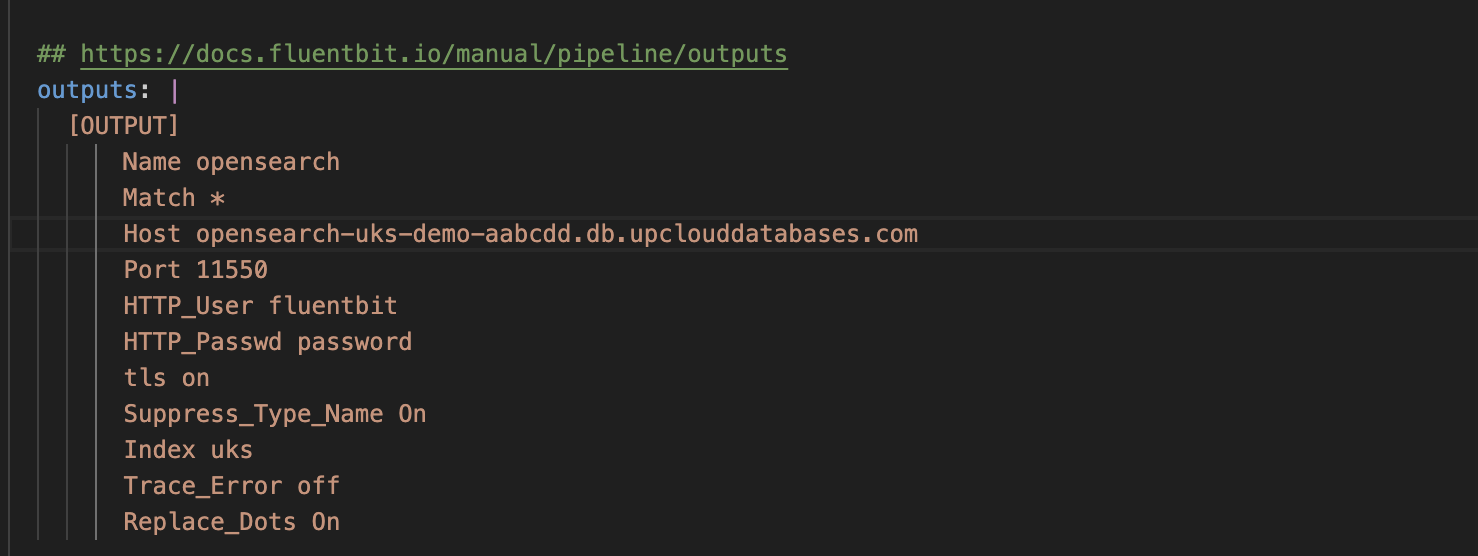 ## https://docs.fluentbit.io/manual/pipeline/outputs
outputs: |
[OUTPUT]
Name opensearch
Match *
Host opensearch-uks-demo-aabcdd.db.upclouddatabases.com
Port 11550
HTTP_User fluentbit
HTTP_Passwd password
tls on
Suppress_Type_Name On
Index uks
Trace_Error off
Replace_Dots On